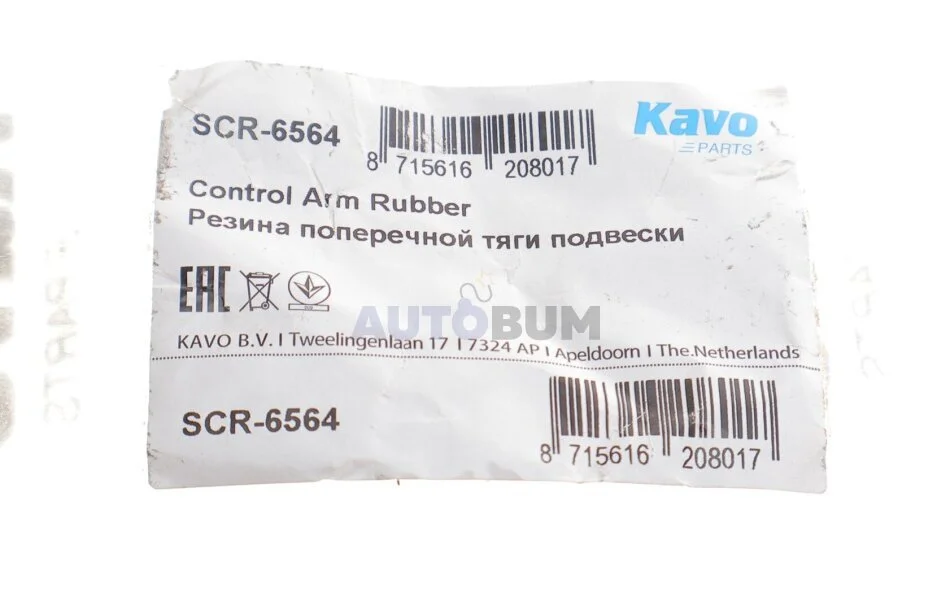 SCR-6564
8 715616 208017
Kavo
PARTS
Control Arm Rubber
Резина поперечной тяги подвески
EAC
AUTOBUM
KAVO B.V. I Tweelingenlaan 17 I 7324 AP I Apeldoorn I The.Netherlands
SCR-6564
8 715616 208017